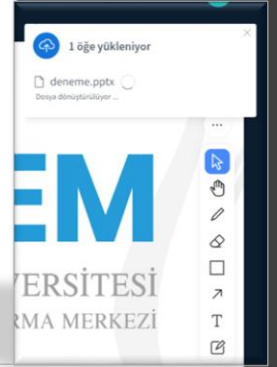 1 öğe yükleniyor
deneme.pptx
Dosya dönüştürülüyor ...
EM
VERSİTESİ
RMA MERKEZİ
T